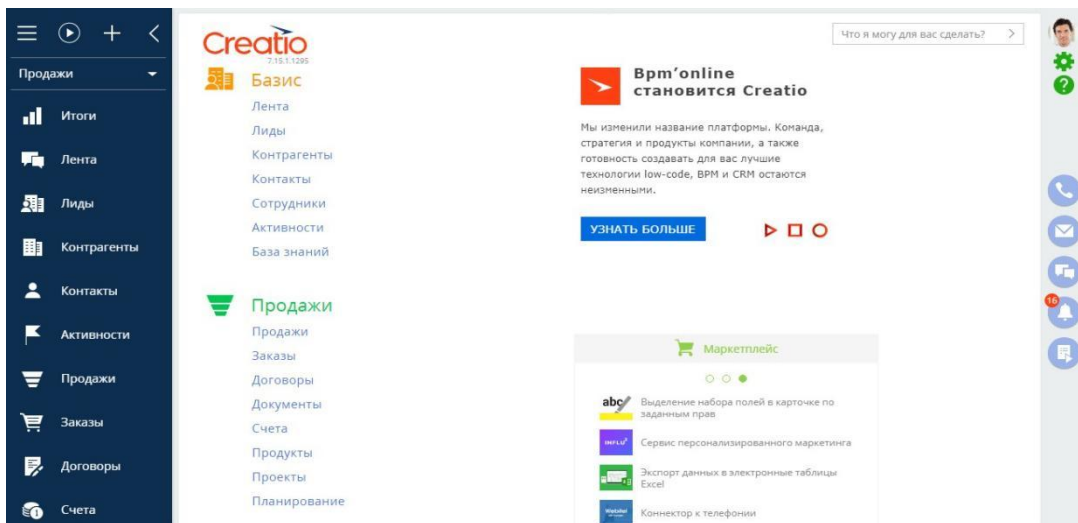 Продажи
Итоги
Лента
Лиды
Контрагенты
Контакты
Активности
Продажи
Заказы
Договоры
Счета
Creatio
7.15.1.1295
Базис
Лента
Лиды
Контрагенты
Контакты
Сотрудники
Активности
База знаний
Продажи
Продажи
Заказы
Договоры
Документы
Счета
Продукты
Проекты
Планирование
Что я могу для вас сделать?
Bpm’online
становится Creatio
Мы изменили название платформы. Команда,
стратегия и продукты компании, а также
готовность создавать для вас лучшие
технологии low-code, BPM и CRM остаются
неизменными.
УЗНАТЬ БОЛЬШЕ
Маркетплейс
abc
Выделение набора полей в карточке по
заданным прав
INFLU2
Сервис персонализированного маркетинга
Экспорт данных в электронные таблицы
Excel
Webitel
Коннектор к телефонии
16